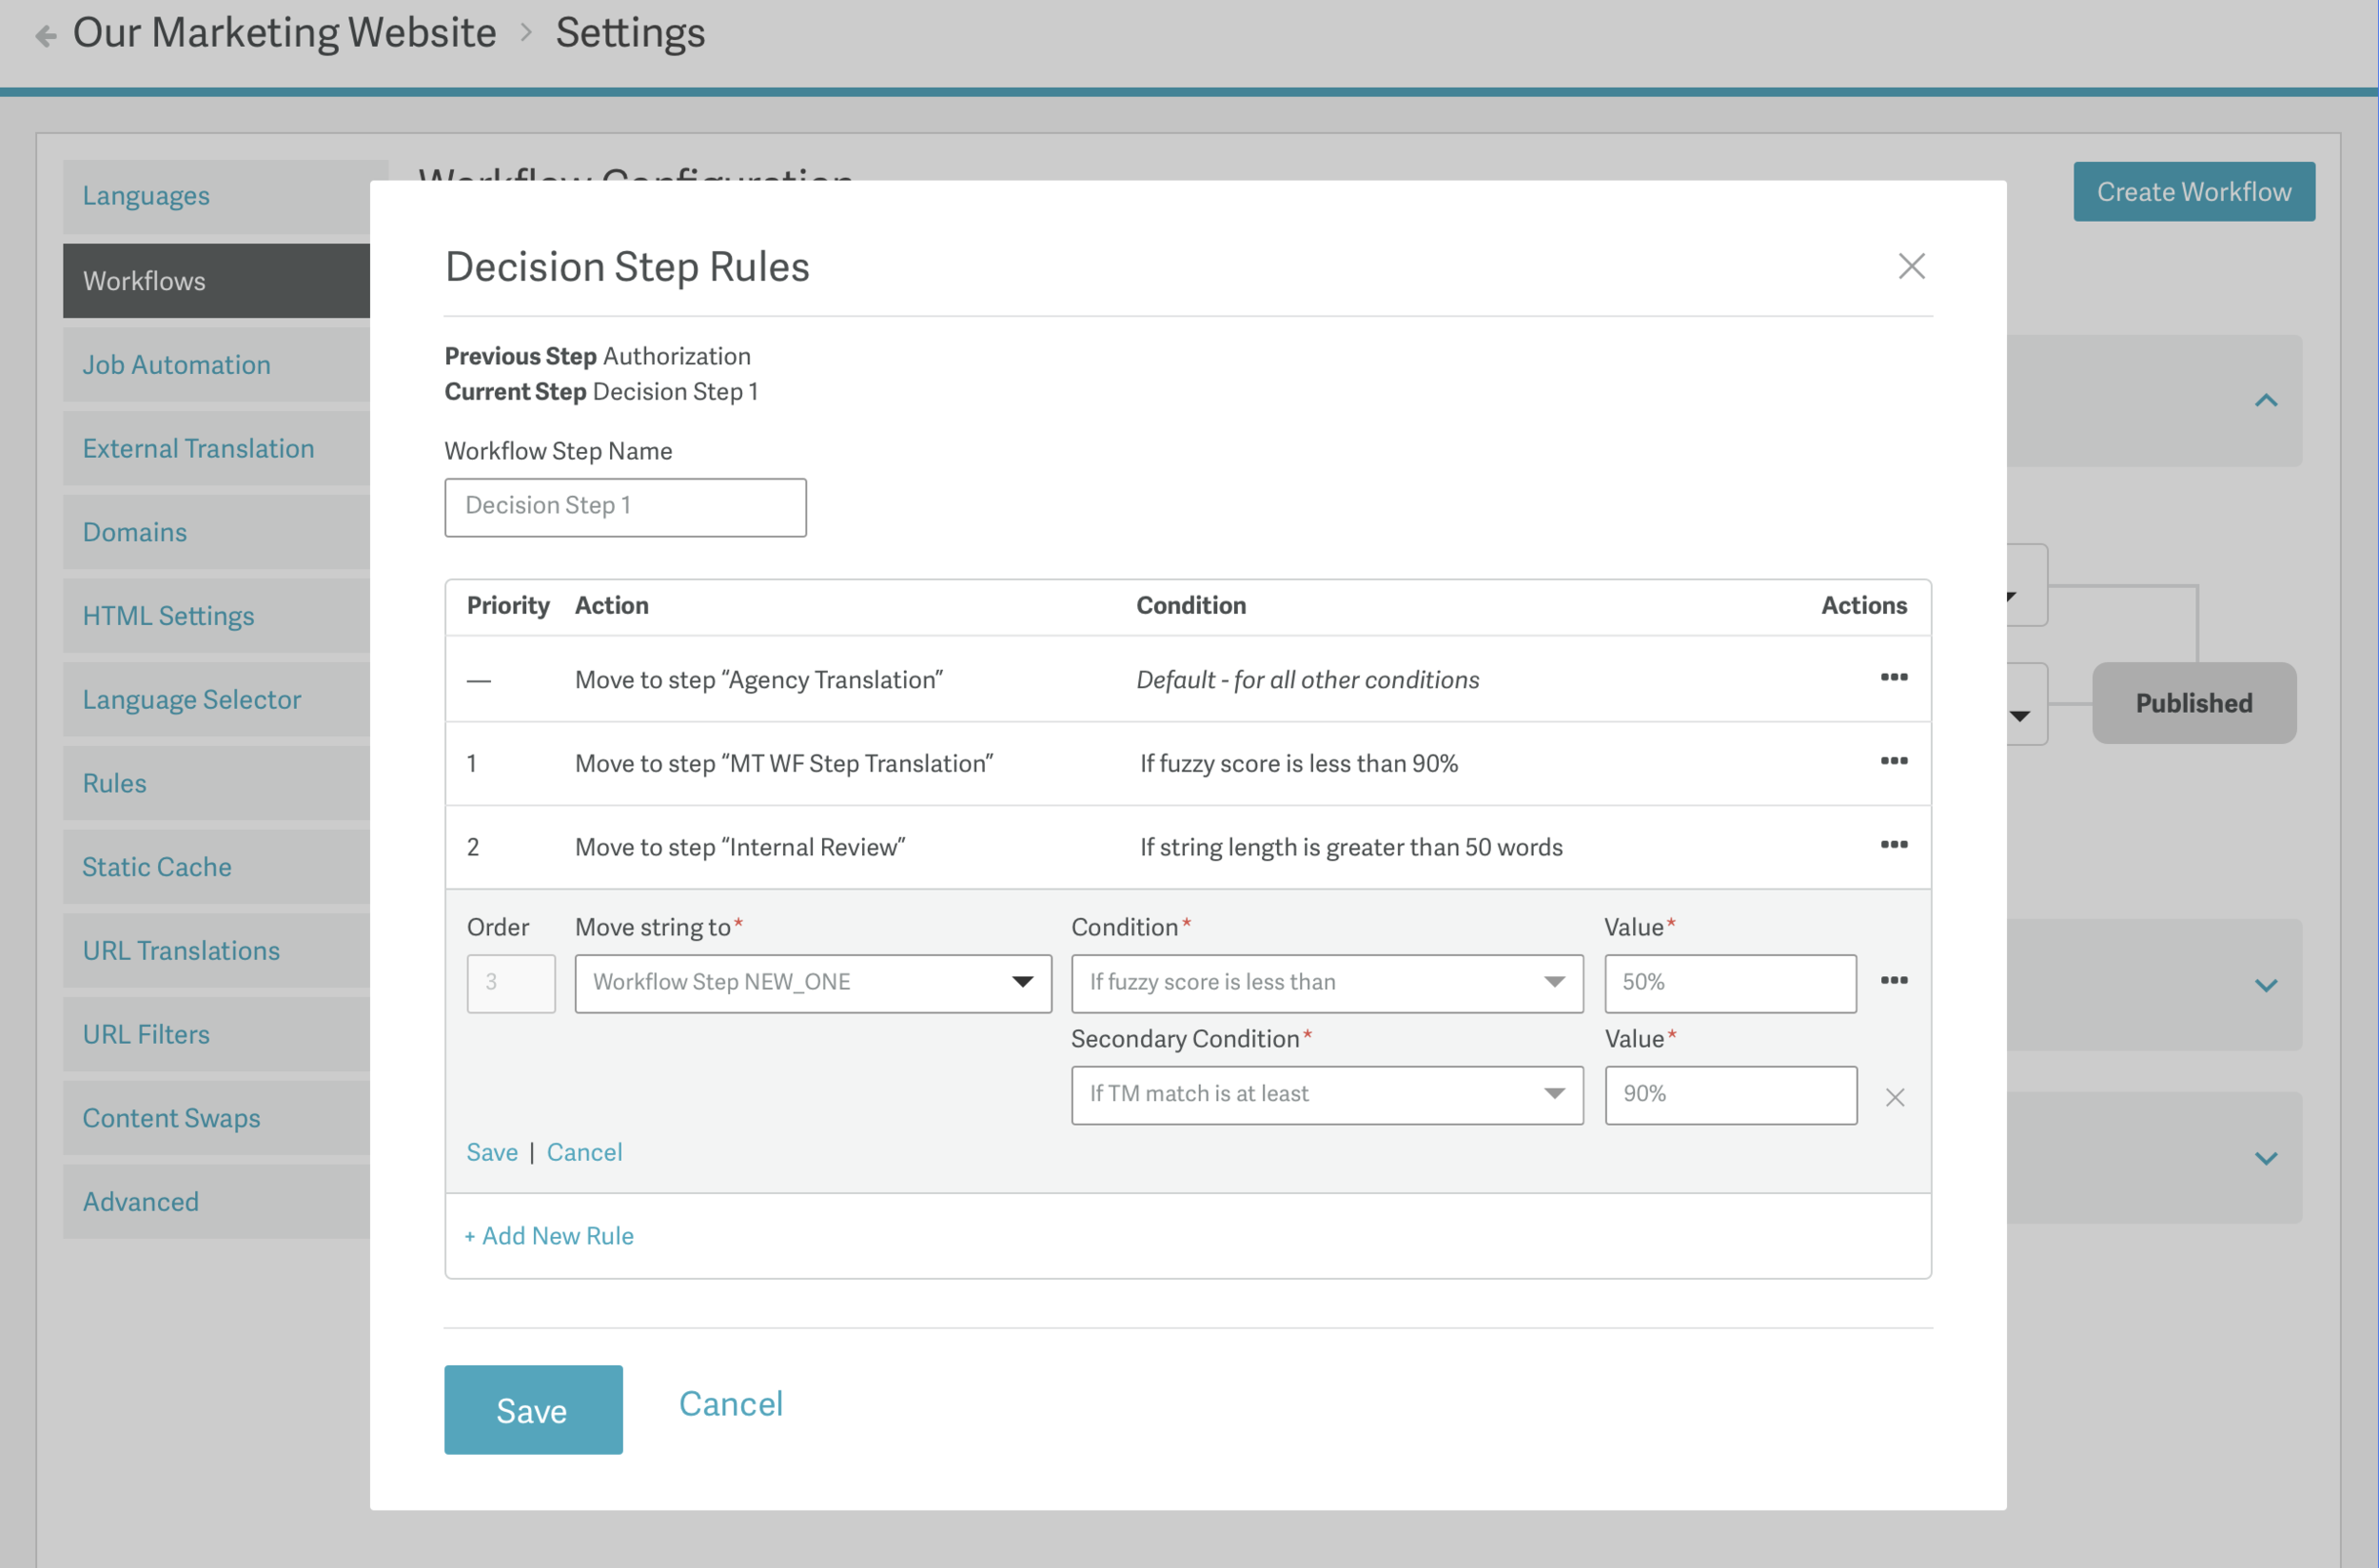 Our Marketing Website > Settings
Workflow Configuration
Create Workflow
Languages
Workflows
Job Automation
External Translation
Domains
HTML Settings
Language Selector
Rules
Static Cache
URL Translations
URL Filters
Content Swaps
Advanced
Published
Decision Step Rules
Previous Step Authorization
Current Step Decision Step 1
Workflow Step Name
Decision Step 1
Priority Action Condition Actions
— Move to step “Agency Translation” Default - for all other conditions
1 Move to step “MT WF Step Translation” If fuzzy score is less than 90%
2 Move to step “Internal Review” If string length is greater than 50 words
Order Move string to* Condition* Value*
3 Workflow Step NEW_ONE If fuzzy score is less than 50%
Secondary Condition* Value*
If TM match is at least 90%
Save | Cancel
+ Add New Rule
Save Cancel